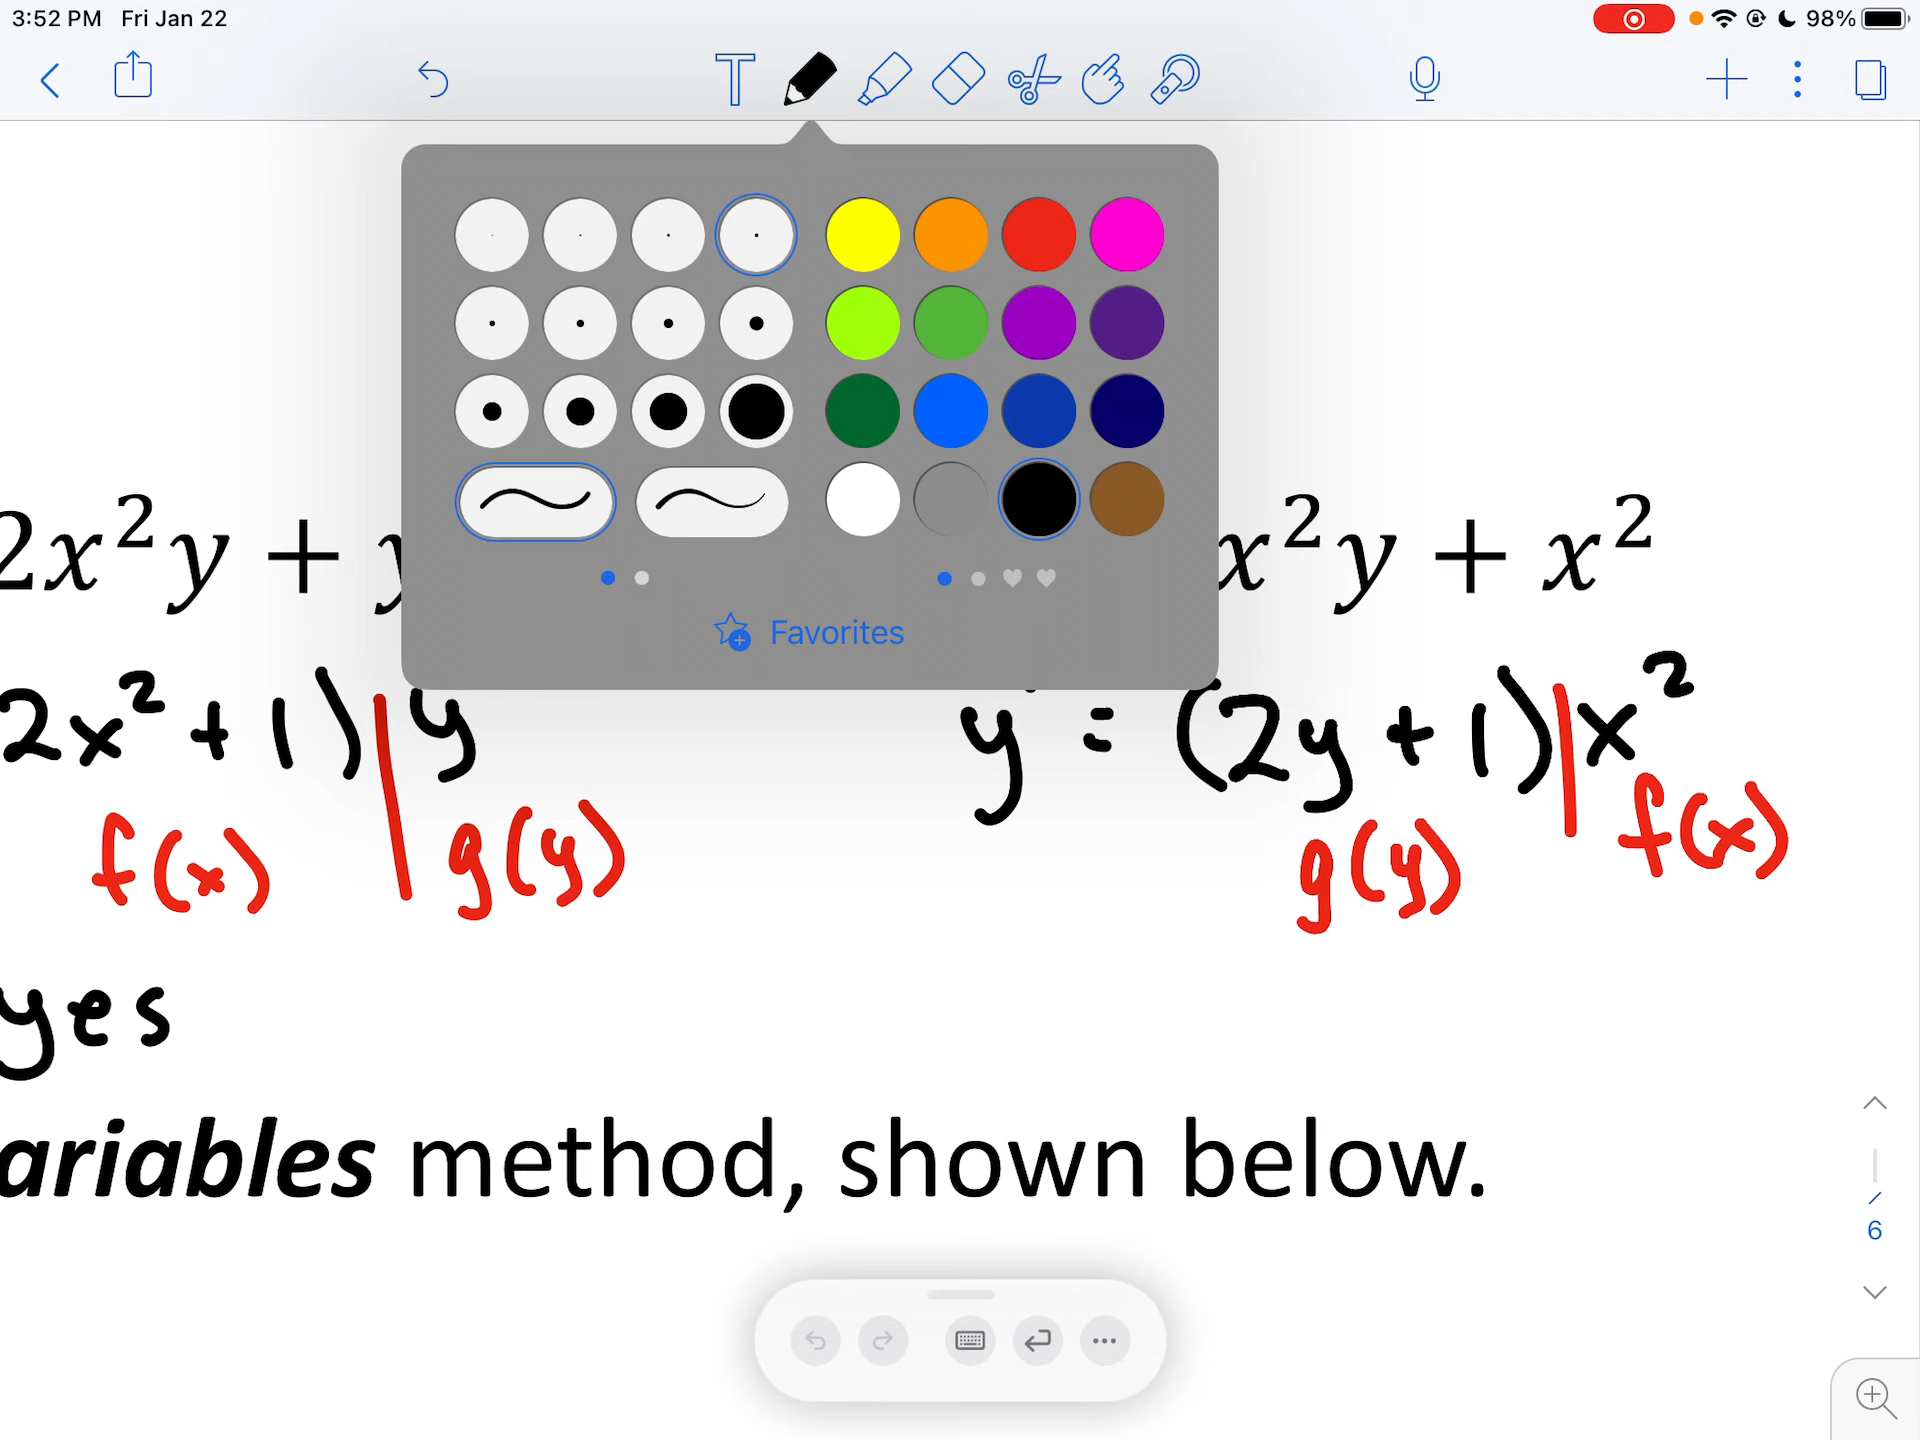 3:52 PM Fri Jan 22 98%
2x²y + x²y + x²
Favorites
2x² + 1) | y y' = (2y + 1) | x²
f(x) g(y) g(y) f(x)
yes
ariables method, shown below.
6